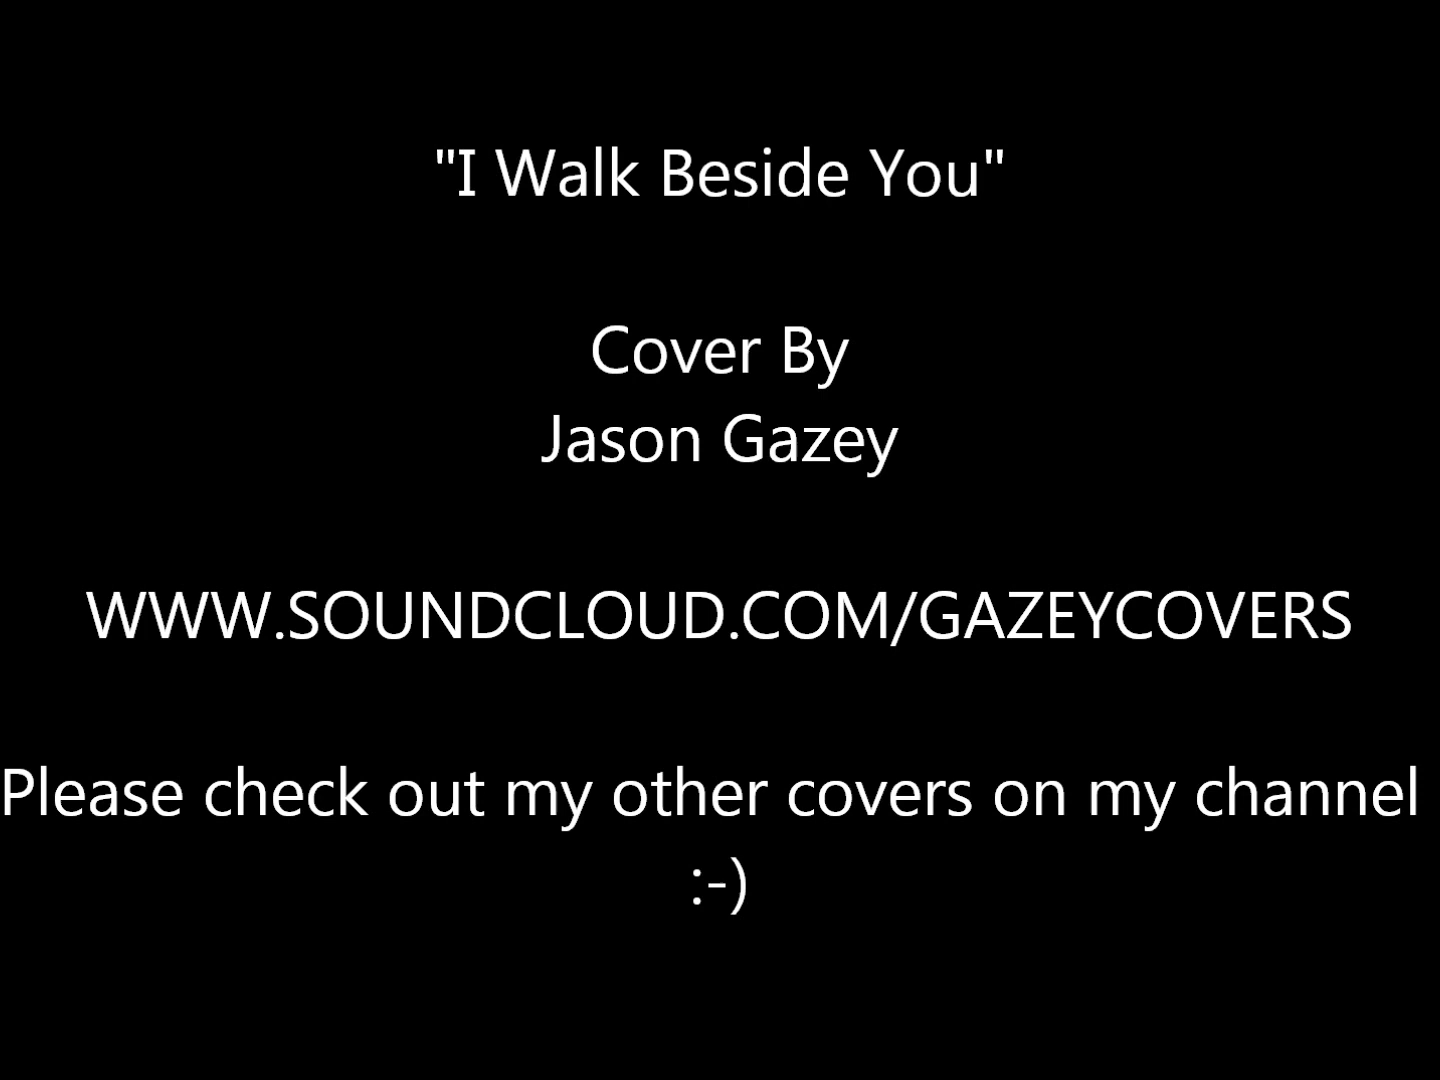 "I Walk Beside You"
Cover By
Jason Gazey
WWW.SOUNDCLOUD.COM/GAZEYCOVERS
Please check out my other covers on my channel
:-)